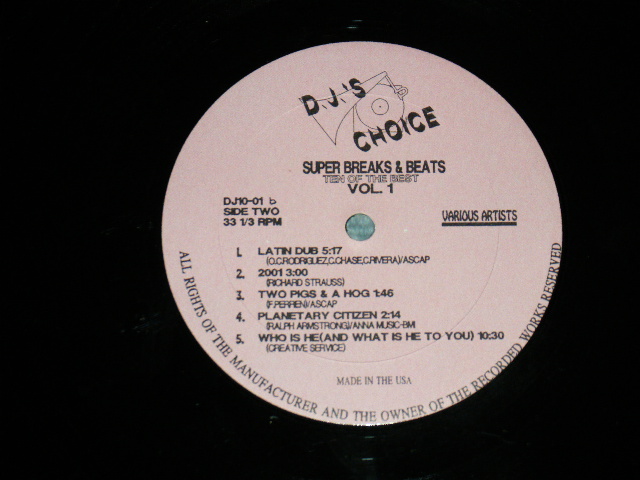 D.J.'S
CHOICE
SUPER BREAKS & BEATS
TEN OF THE BEST
VOL. 1
DJ10-01 b
SIDE TWO
33 1/3 RPM
VARIOUS ARTISTS
1. LATIN DUB 5:17
(O.C.RODRIGUEZ,C.CHASE,C.RIVERA)/ASCAP
2. 2001 3:00
(RICHARD STRAUSS)
3. TWO PIGS & A HOG 1:46
(F.PERREN)/ASCAP
4. PLANETARY CITIZEN 2:14
(RALPH ARMSTRONG)/ANNA MUSIC-BMI
5. WHO IS HE(AND WHAT IS HE TO YOU) 10:30
(CREATIVE SERVICE)
MADE IN THE USA
ALL RIGHTS OF THE MANUFACTURER AND THE OWNER OF THE RECORDED WORKS RESERVED